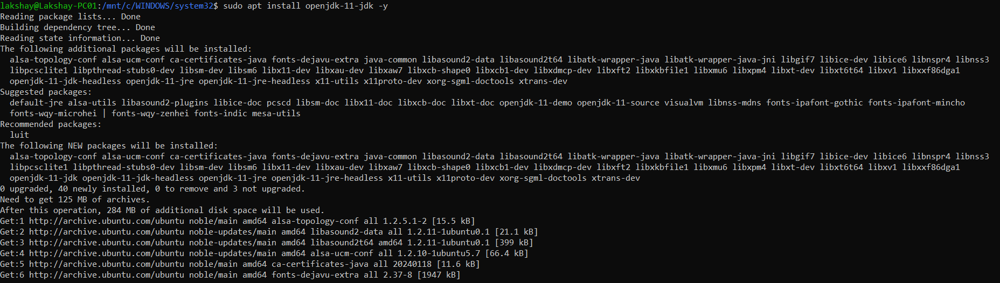 lakshay@Lakshay-PC01:/mnt/c/WINDOWS/system32$ sudo apt install openjdk-11-jdk -y
Reading package lists... Done
Building dependency tree... Done
Reading state information... Done
The following additional packages will be installed:
  alsa-topology-conf alsa-ucm-conf ca-certificates-java fonts-dejavu-extra java-common libasound2-data libasound2t64 libatk-wrapper-java libatk-wrapper-java-jni libgif7 libice-dev libice6 libnspr4 libnss3
  libpcsclite1 libpthread-stubs0-dev libsm-dev libsm6 libx11-dev libxau-dev libxaw7 libxcb-shape0 libxcb1-dev libxdmcp-dev libxft2 libxkbfile1 libxmu6 libxpm4 libxt-dev libxt6t64 libxv1 libxxf86dga1
  openjdk-11-jdk-headless openjdk-11-jre openjdk-11-jre-headless x11-utils x11proto-dev xorg-sgml-doctools xtrans-dev
Suggested packages:
  default-jre alsa-utils libasound2-plugins libice-doc pcscd libsm-doc libx11-doc libxcb-doc libxt-doc openjdk-11-demo openjdk-11-source visualvm libnss-mdns fonts-ipafont-gothic fonts-ipafont-mincho
  fonts-wqy-microhei | fonts-wqy-zenhei fonts-indic mesa-utils
Recommended packages:
  luit
The following NEW packages will be installed:
  alsa-topology-conf alsa-ucm-conf ca-certificates-java fonts-dejavu-extra java-common libasound2-data libasound2t64 libatk-wrapper-java libatk-wrapper-java-jni libgif7 libice-dev libice6 libnspr4 libnss3
  libpcsclite1 libpthread-stubs0-dev libsm-dev libsm6 libx11-dev libxau-dev libxaw7 libxcb-shape0 libxcb1-dev libxdmcp-dev libxft2 libxkbfile1 libxmu6 libxpm4 libxt-dev libxt6t64 libxv1 libxxf86dga1
  openjdk-11-jdk openjdk-11-jdk-headless openjdk-11-jre openjdk-11-jre-headless x11-utils x11proto-dev xorg-sgml-doctools xtrans-dev
0 upgraded, 40 newly installed, 0 to remove and 3 not upgraded.
Need to get 125 MB of archives.
After this operation, 284 MB of additional disk space will be used.
Get:1 http://archive.ubuntu.com/ubuntu noble/main amd64 alsa-topology-conf all 1.2.5.1-2 [15.5 kB]
Get:2 http://archive.ubuntu.com/ubuntu noble-updates/main amd64 libasound2-data all 1.2.11-1ubuntu0.1 [21.1 kB]
Get:3 http://archive.ubuntu.com/ubuntu noble-updates/main amd64 libasound2t64 amd64 1.2.11-1ubuntu0.1 [399 kB]
Get:4 http://archive.ubuntu.com/ubuntu noble-updates/main amd64 alsa-ucm-conf all 1.2.10-1ubuntu5.7 [66.4 kB]
Get:5 http://archive.ubuntu.com/ubuntu noble/main amd64 ca-certificates-java all 20240118 [11.6 kB]
Get:6 http://archive.ubuntu.com/ubuntu noble/main amd64 fonts-dejavu-extra all 2.37-8 [1947 kB]